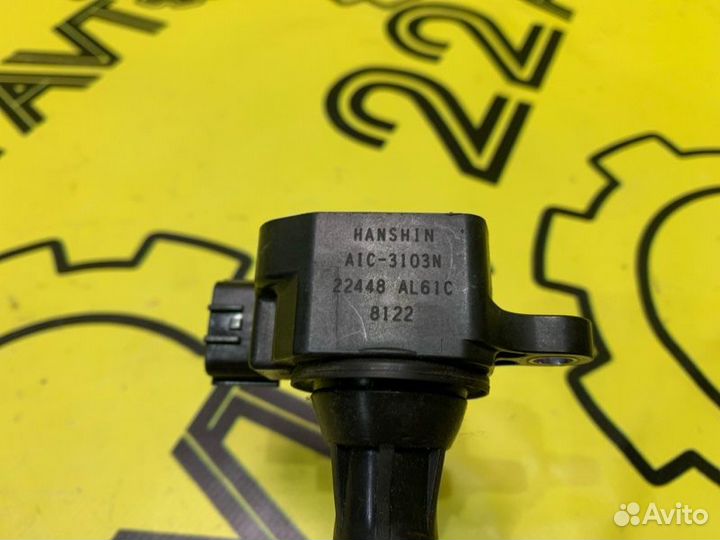 HANSHIN
AIC-3103N
22448 AL61C
8122
Avito